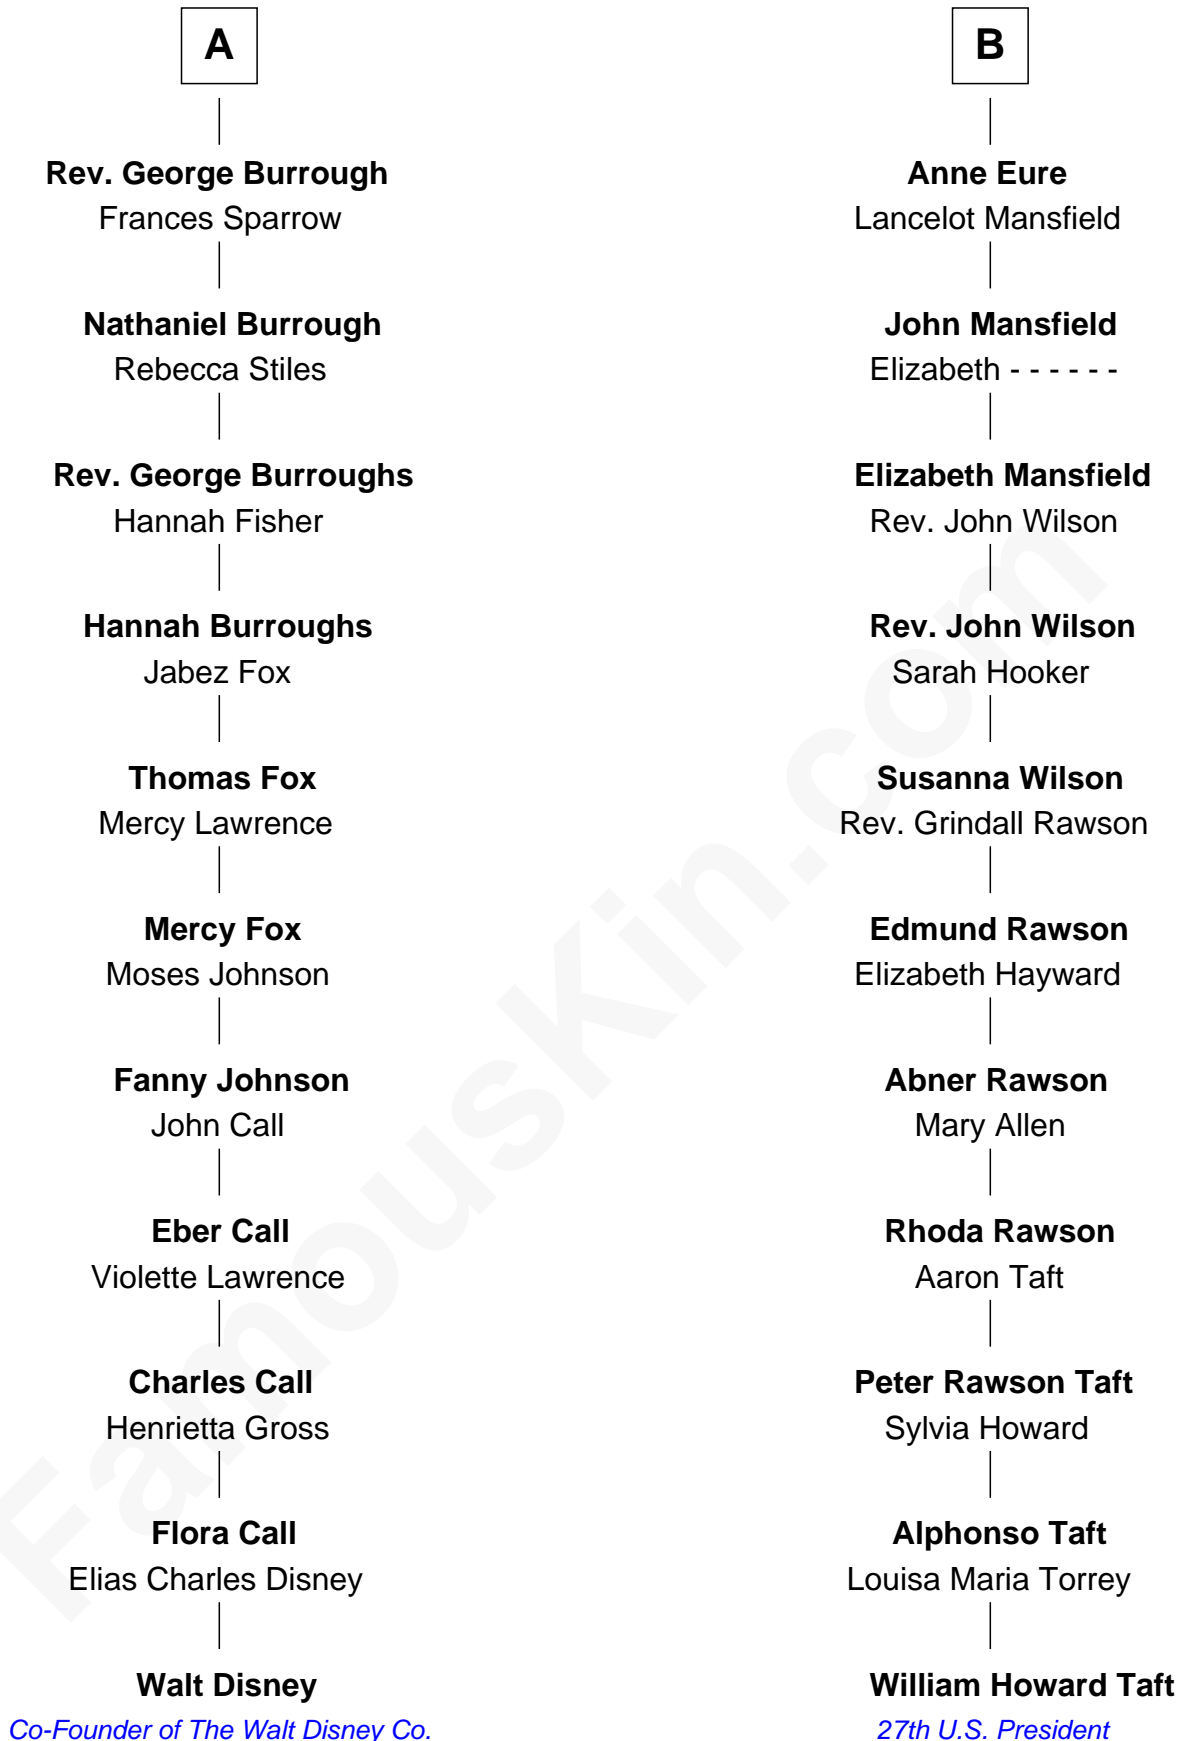 A
Rev. George Burrough
Frances Sparrow
Nathaniel Burrough
Rebecca Stiles
Rev. George Burroughs
Hannah Fisher
Hannah Burroughs
Jabez Fox
Thomas Fox
Mercy Lawrence
Mercy Fox
Moses Johnson
Fanny Johnson
John Call
Eber Call
Violette Lawrence
Charles Call
Henrietta Gross
Flora Call
Elias Charles Disney
Walt Disney
Co-Founder of The Walt Disney Co.
B
Anne Eure
Lancelot Mansfield
John Mansfield
Elizabeth - - - - - -
Elizabeth Mansfield
Rev. John Wilson
Rev. John Wilson
Sarah Hooker
Susanna Wilson
Rev. Grindall Rawson
Edmund Rawson
Elizabeth Hayward
Abner Rawson
Mary Allen
Rhoda Rawson
Aaron Taft
Peter Rawson Taft
Sylvia Howard
Alphonso Taft
Louisa Maria Torrey
William Howard Taft
27th U.S. President
FamousKin.com